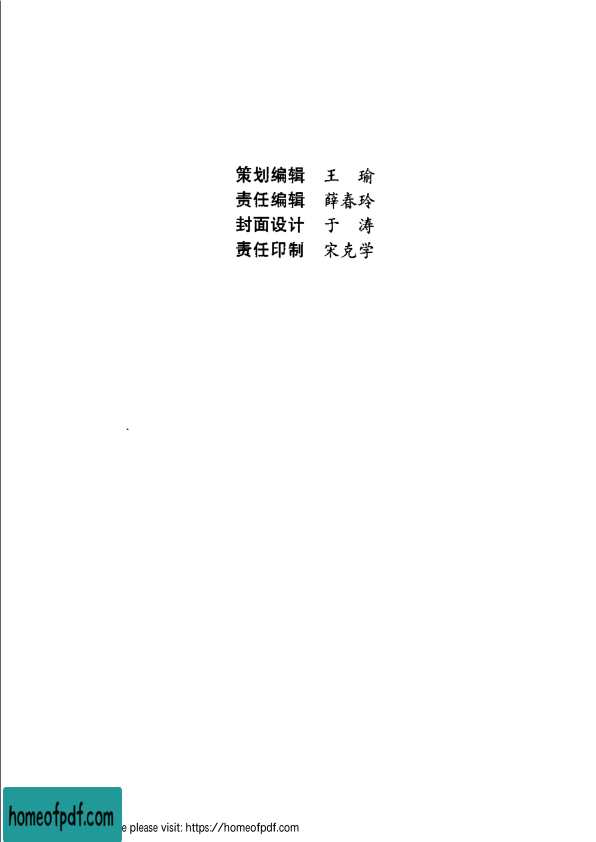 策划编辑 王 瑜
责任编辑 薛春玲
封面设计 于 涛
责任印制 宋克学
homeofpdf.com
please visit: https://homeofpdf.com